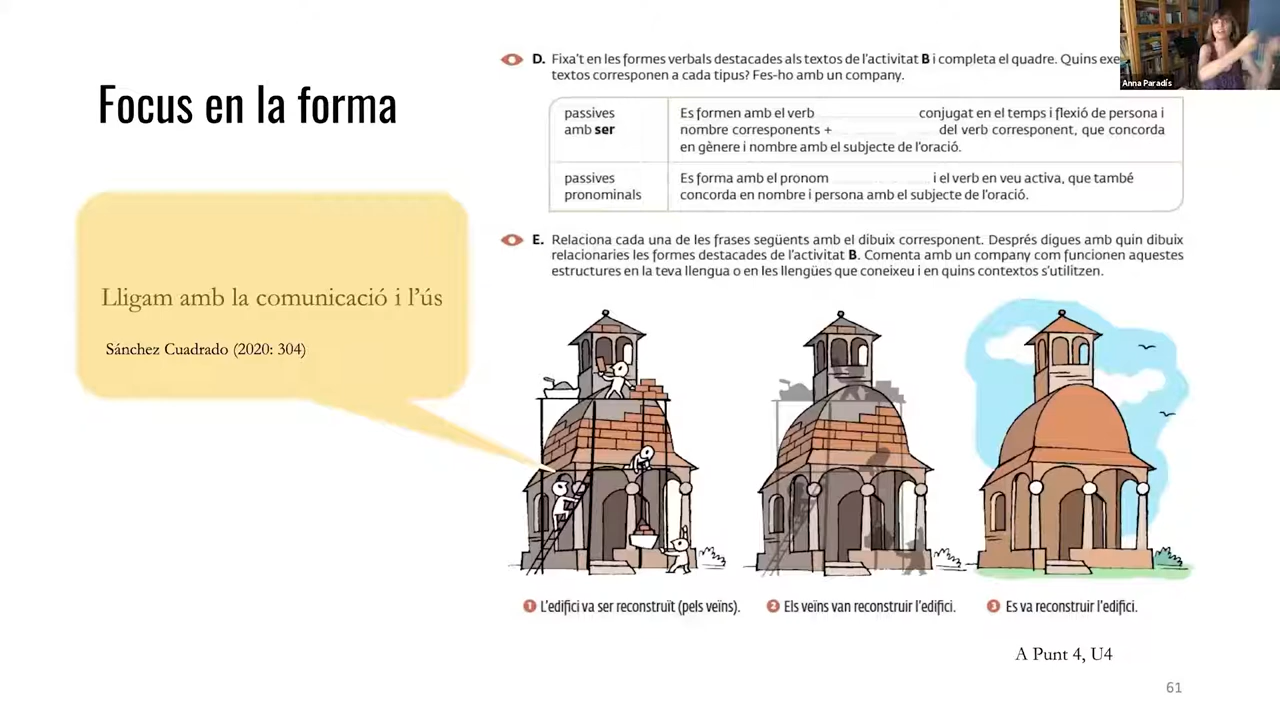 Focus en la forma
Lligam amb la comunicació i l'ús
Sánchez Cuadrado (2020: 304)
D. Fixa't en les formes verbals destacades als textos de l'activitat B i completa el quadre. Quins
textos corresponen a cada tipus? Fes-ho amb un company.
passives
amb ser
Es formen amb el verb conjugat en el temps i flexió de persona i
nombre corresponents + del verb corresponent, que concorda
en gènere i nombre amb el subjecte de l'oració.
passives
pronominals
Es forma amb el pronom i el verb en veu activa, que també
concorda en nombre i persona amb el subjecte de l'oració.
E. Relaciona cada una de les frases següents amb el dibuix corresponent. Després digues amb quin dibuix
relacionaries les formes destacades de l'activitat B. Comenta amb un company com funcionen aquestes
estructures en la teva llengua o en les llengües que coneixeu i en quins contextos s'utilitzen.
1 L'edifici va ser reconstruït (pels veïns).
2 Els veïns van reconstruir l'edifici.
3 Es va reconstruir l'edifici.
A Punt 4, U4
61
Anna Paradís